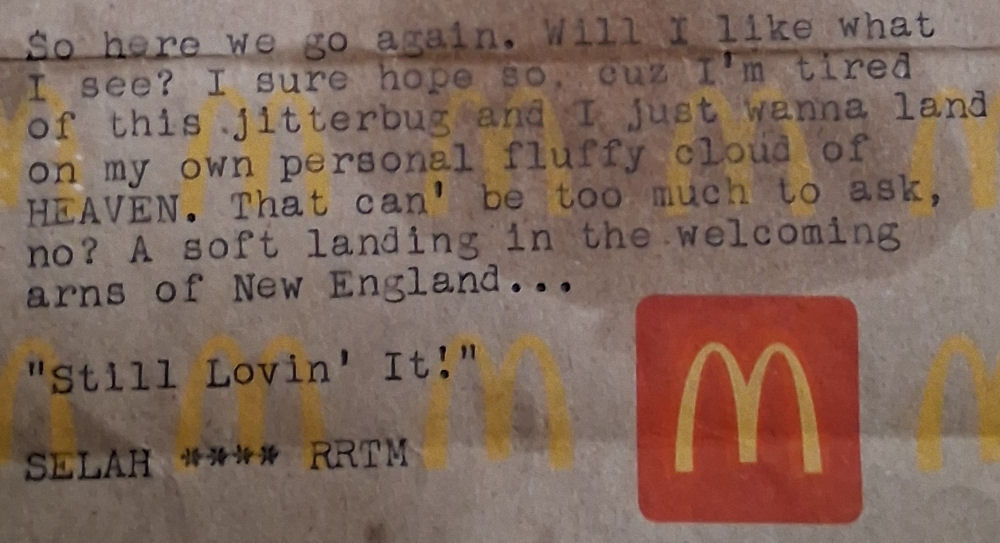 So here we go again. Will I like what
I see? I sure hope so, cuz I'm tired
of this jitterbug and I just wanna land
on my own personal fluffy cloud of
HEAVEN. That can' be too much to ask,
no? A soft landing in the welcoming
arns of New England...
"Still Lovin' It!"
SELAH **** RRTM